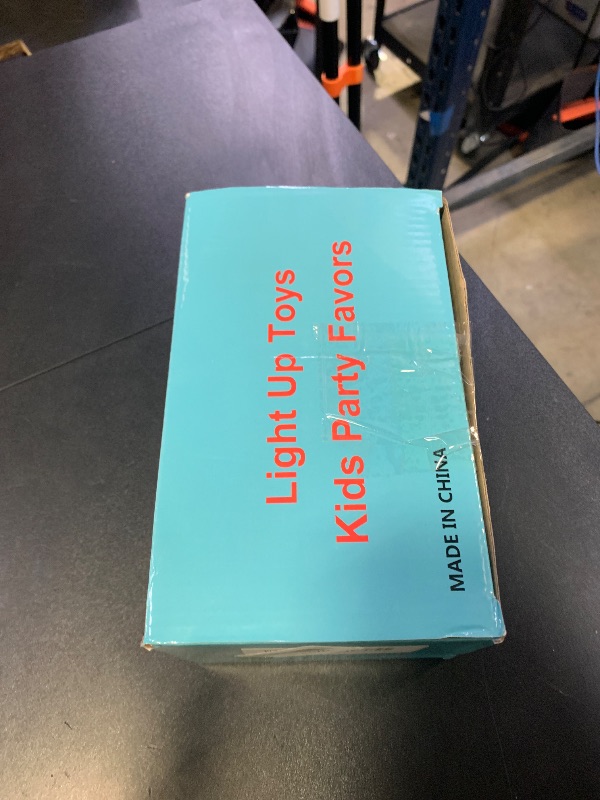 Light Up Toys
Kids Party Favors
MADE IN CHINA